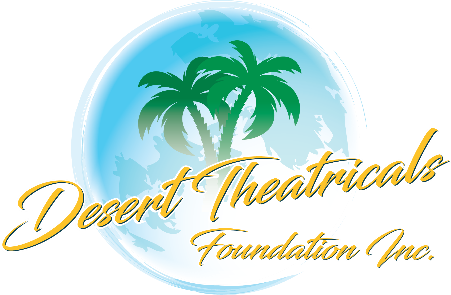 Desert Theatricals
Foundation Inc.